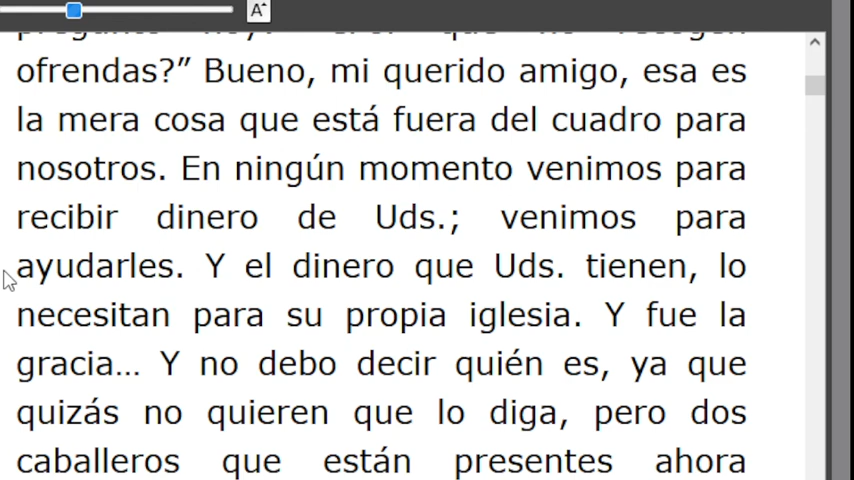 A
ofrendas?” Bueno, mi querido amigo, esa es
la mera cosa que está fuera del cuadro para
nosotros. En ningún momento venimos para
recibir dinero de Uds.; venimos para
ayudarles. Y el dinero que Uds. tienen, lo
necesitan para su propia iglesia. Y fue la
gracia... Y no debo decir quién es, ya que
quizás no quieren que lo diga, pero dos
caballeros que están presentes ahora